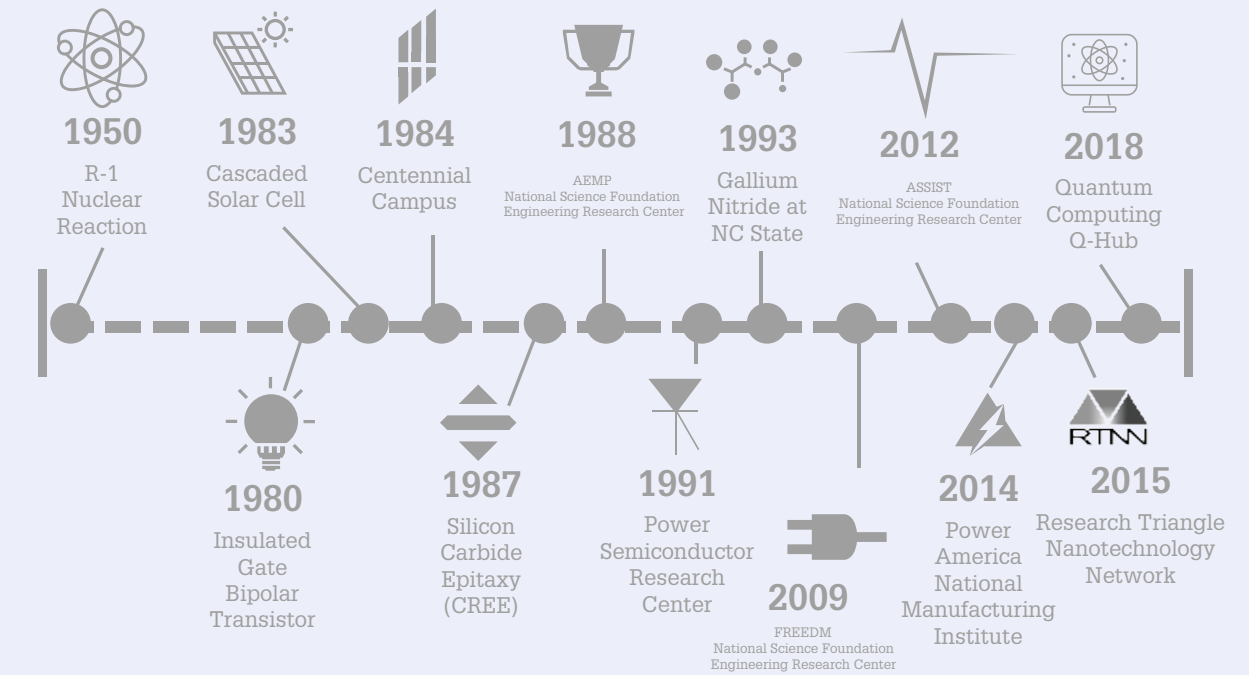 1950
R-1
Nuclear
Reaction
1983
Cascaded
Solar Cell
1984
Centennial
Campus
1988
AEMP
National Science Foundation
Engineering Research Center
1993
Gallium
Nitride at
NC State
2012
ASSIST
National Science Foundation
Engineering Research Center
2018
Quantum
Computing
Q-Hub
1980
Insulated
Gate
Bipolar
Transistor
1987
Silicon
Carbide
Epitaxy
(CREE)
1991
Power
Semiconductor
Research
Center
2009
FREEDM
National Science Foundation
Engineering Research Center
2014
Power
America
National
Manufacturing
Institute
RTNN
2015
Research Triangle
Nanotechnology
Network